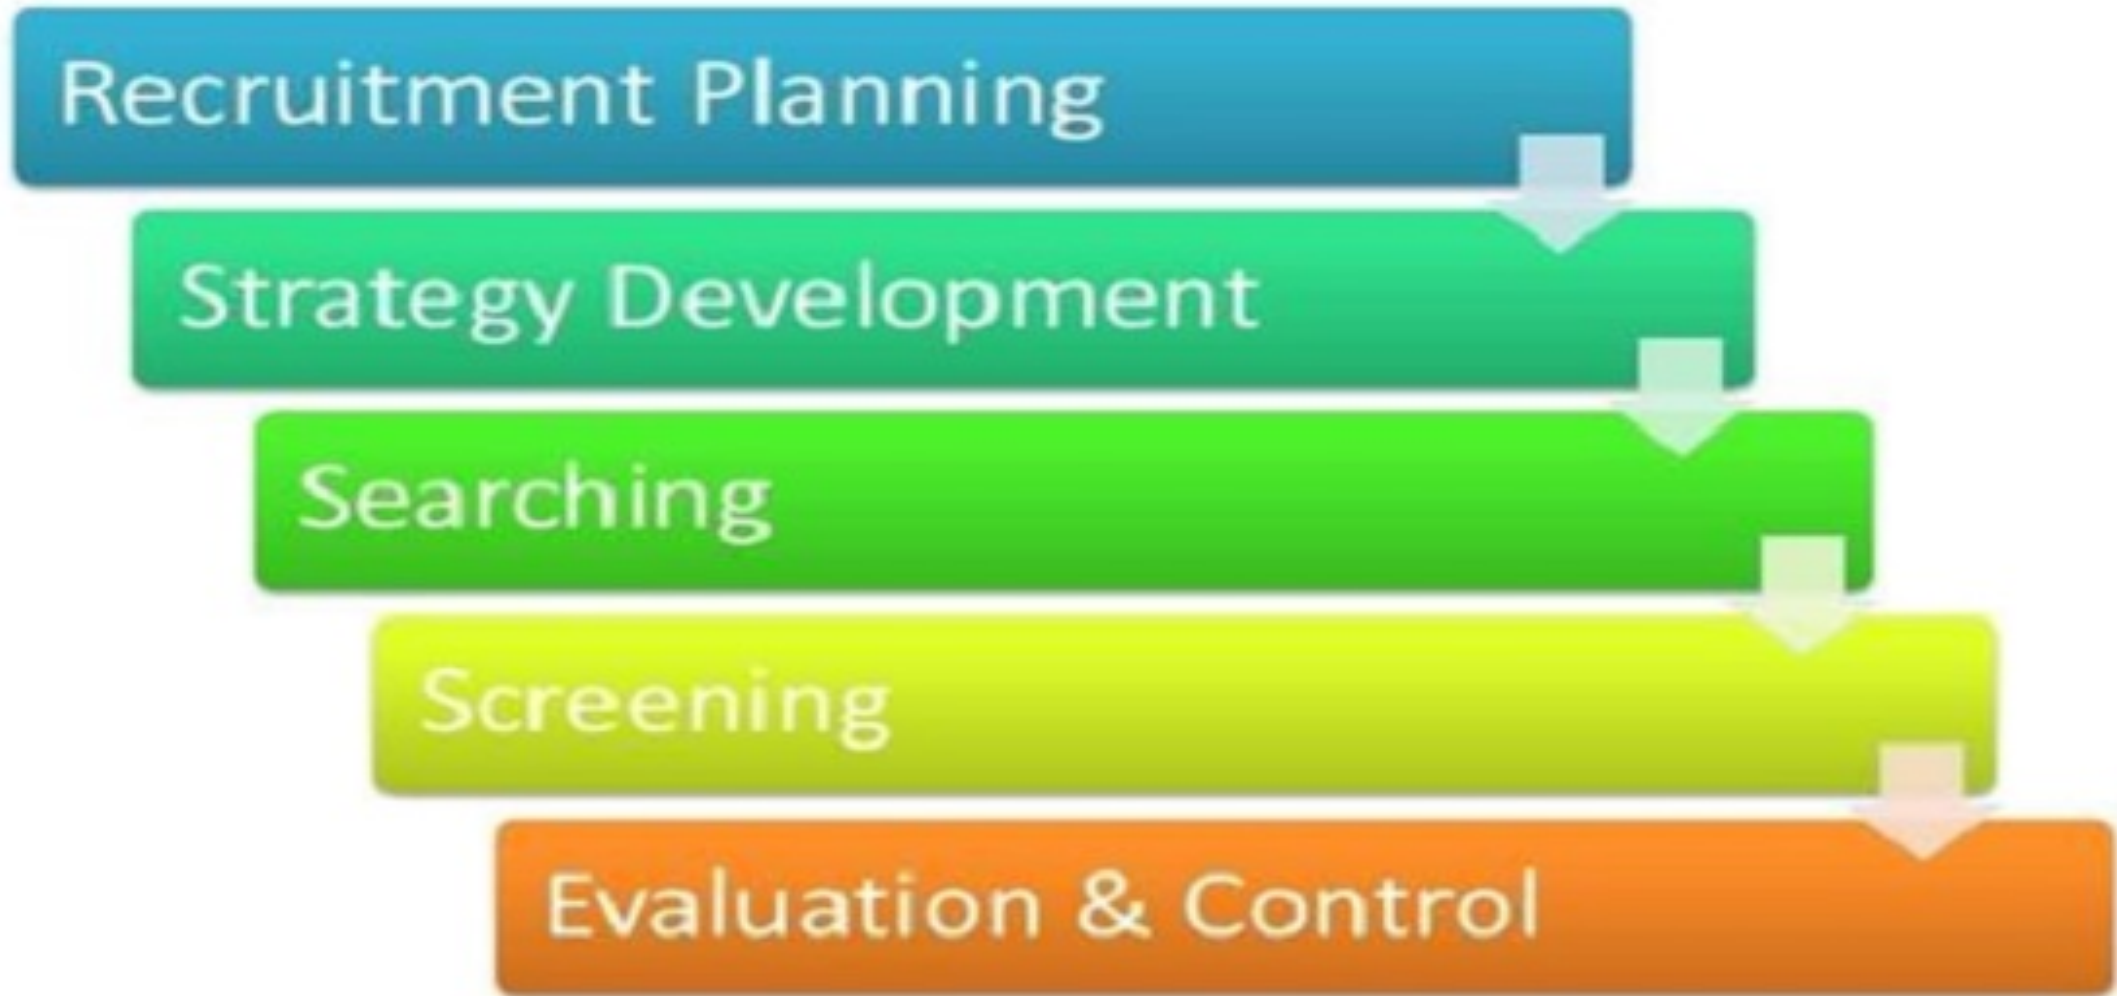 Recruitment Planning
Strategy Development
Searching
Screening
Evaluation & Control